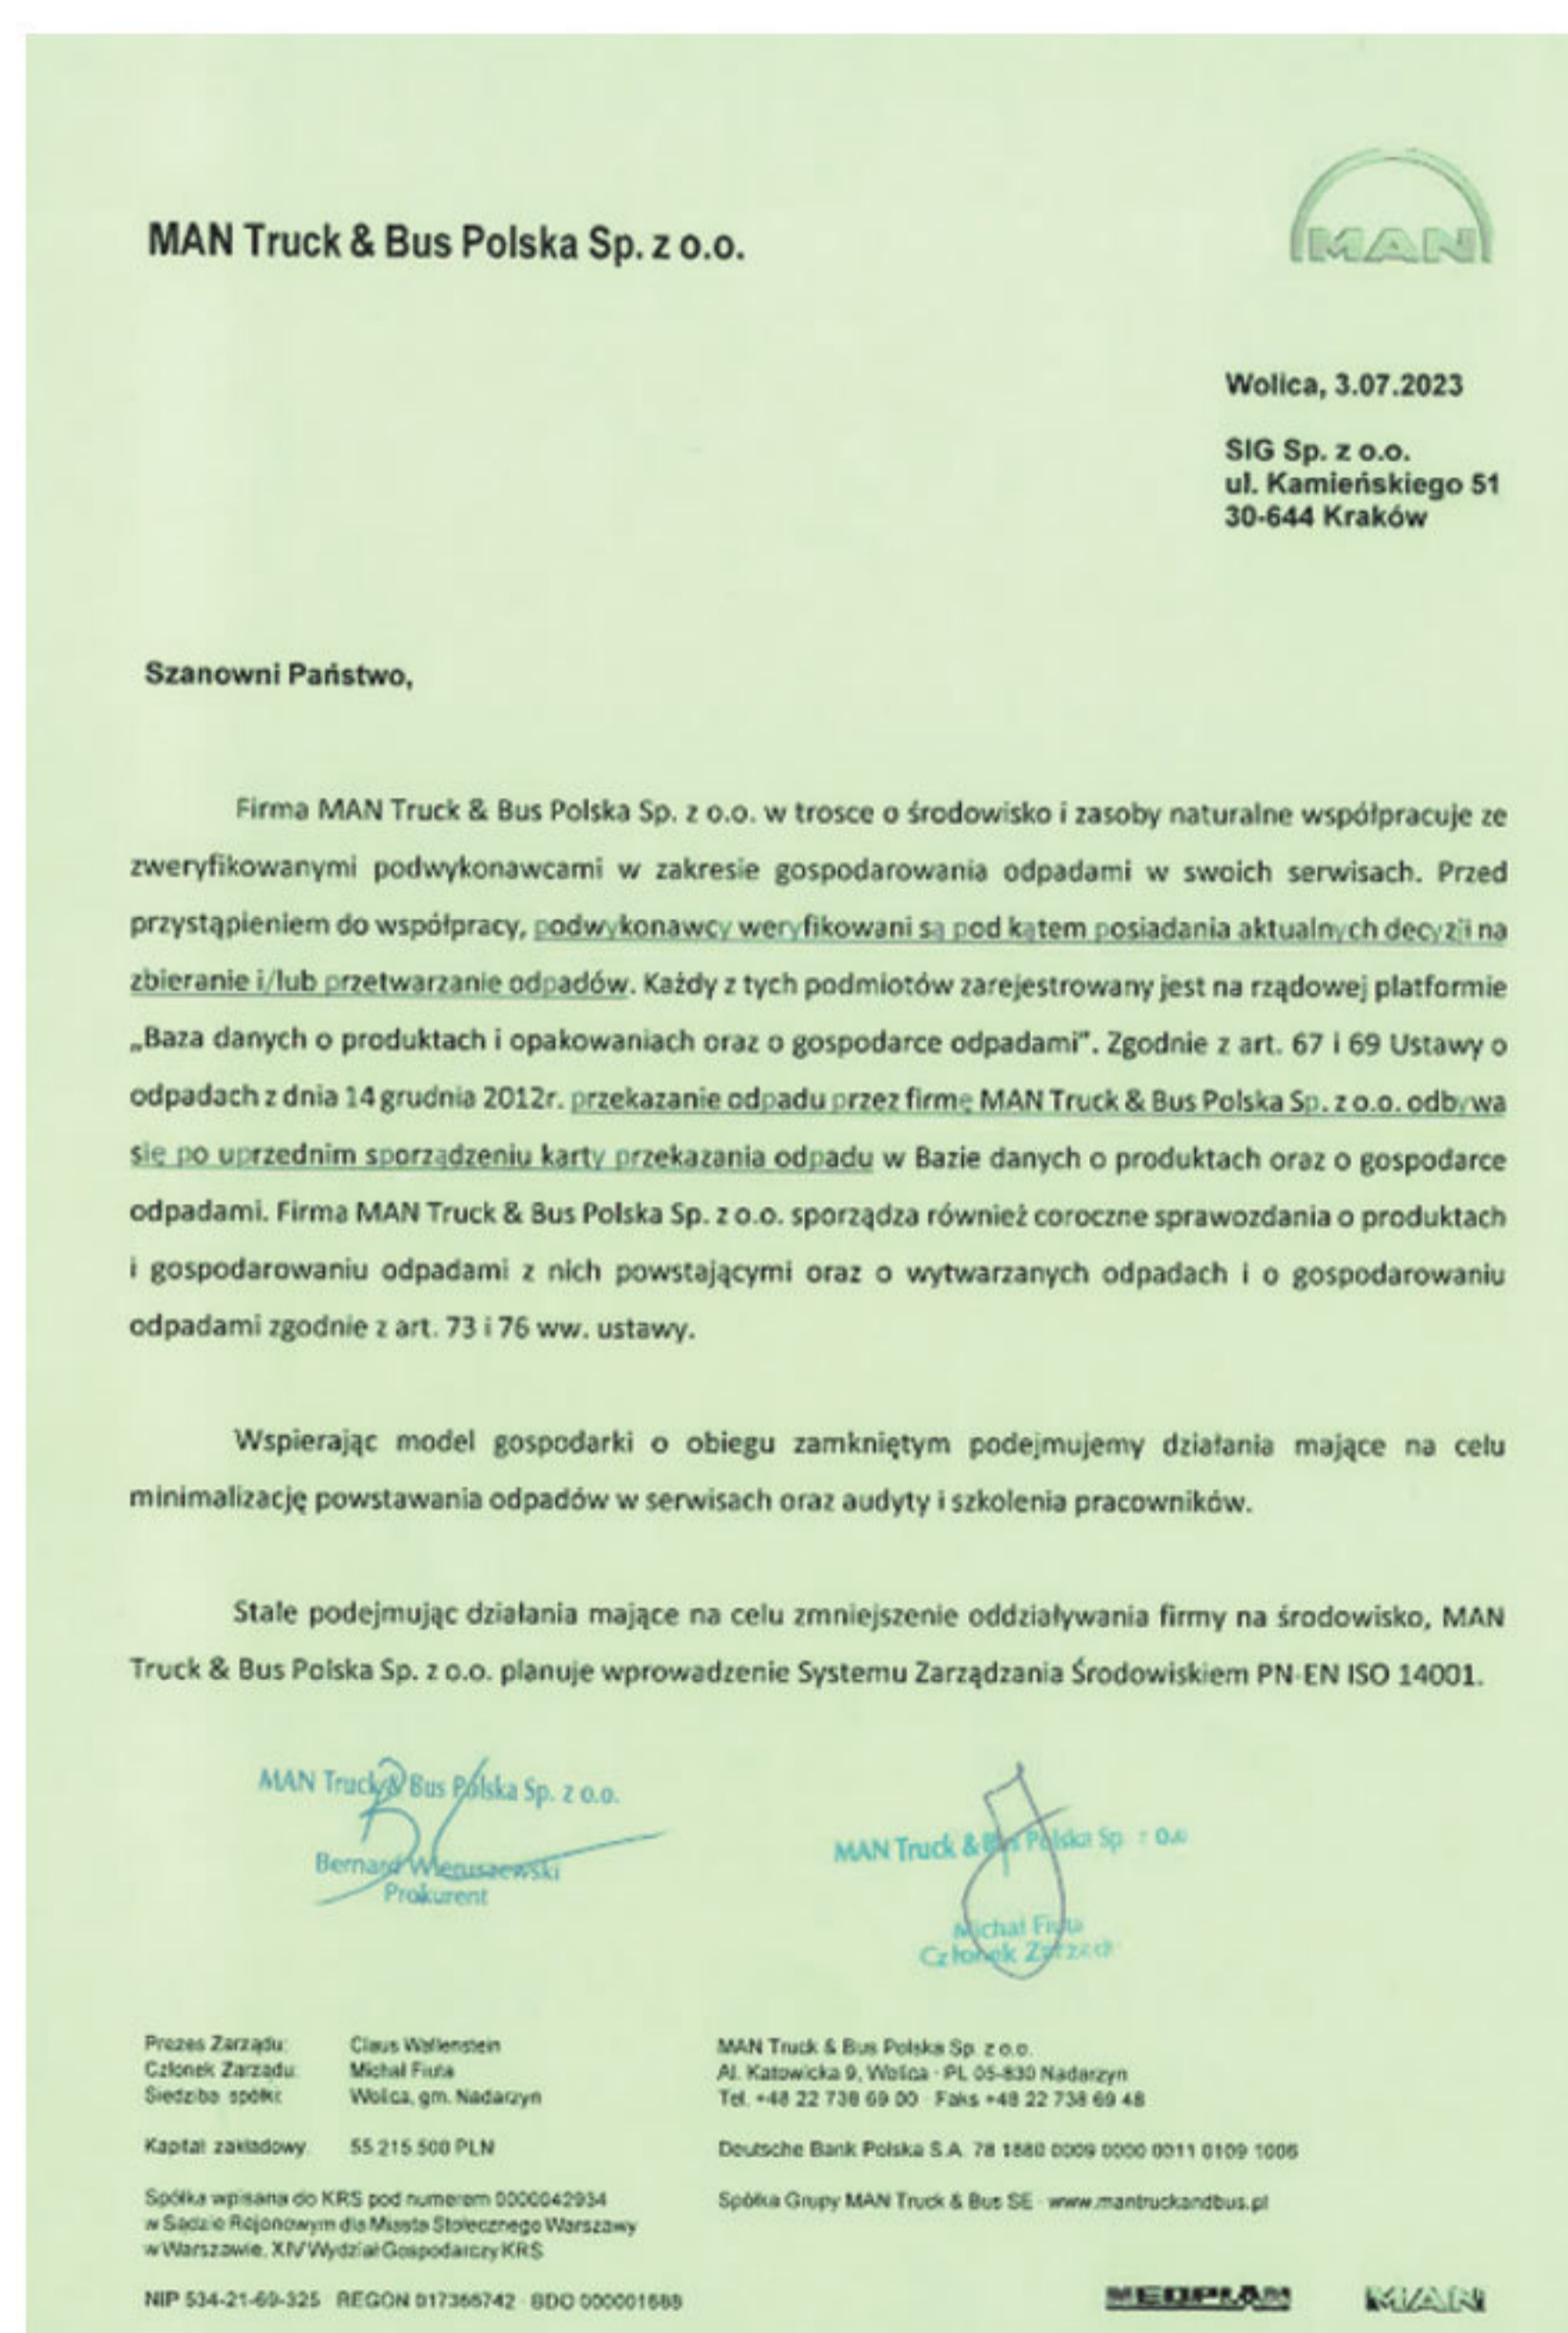 MAN Truck & Bus Polska Sp. z o.o.
MAN
Wolica, 3.07.2023
SIG Sp. z o.o.
ul. Kamieńskiego 51
30-644 Kraków
Szanowni Państwo,
Firma MAN Truck & Bus Polska Sp. z o.o. w trosce o środowisko i zasoby naturalne współpracuje ze
zweryfikowanymi podwykonawcami w zakresie gospodarowania odpadami w swoich serwisach. Przed
przystąpieniem do współpracy, podwykonawcy weryfikowani są pod kątem posiadania aktualnych decyzji na
zbieranie i/lub przetwarzanie odpadów. Każdy z tych podmiotów zarejestrowany jest na rządowej platformie
„Baza danych o produktach i opakowaniach oraz o gospodarce odpadami". Zgodnie z art. 67 i 69 Ustawy o
odpadach z dnia 14 grudnia 2012r. przekazanie odpadu przez firmę MAN Truck & Bus Polska Sp. z o.o. odbywa
się po uprzednim sporządzeniu karty przekazania odpadu w Bazie danych o produktach oraz o gospodarce
odpadami. Firma MAN Truck & Bus Polska Sp. z o.o. sporządza również coroczne sprawozdania o produktach
i gospodarowaniu odpadami z nich powstającymi oraz o wytwarzanych odpadach i o gospodarowaniu
odpadami zgodnie z art. 73 i 76 ww. ustawy.
Wspierając model gospodarki o obiegu zamkniętym podejmujemy działania mające na celu
minimalizację powstawania odpadów w serwisach oraz audyty i szkolenia pracowników.
Stale podejmując działania mające na celu zmniejszenie oddziaływania firmy na środowisko, MAN
Truck & Bus Polska Sp. z o.o. planuje wprowadzenie Systemu Zarządzania Środowiskiem PN-EN ISO 14001.
MAN Truck & Bus Polska Sp. z o.o.
Bernard Wieruszewski
Prokurent
MAN Truck & Bus Polska Sp. z o.o.
Michał Fiuta
Członek Zarządu
Prezes Zarządu: Claus Wallenstein
Członek Zarządu: Michał Fiuta
Siedziba spółki: Wolica, gm. Nadarzyn
Kapitał zakładowy: 55 215 500 PLN
Spółka wpisana do KRS pod numerem 0000042934
w Sądzie Rejonowym dla Miasta Stołecznego Warszawy
w Warszawie, XIV Wydział Gospodarczy KRS
NIP 534-21-69-325 · REGON 017366742 · BDO 000001688
MAN Truck & Bus Polska Sp. z o.o.
Al. Katowicka 9, Wolica · PL 05-830 Nadarzyn
Tel. +48 22 738 69 00 · Faks +48 22 738 69 48
Deutsche Bank Polska S.A. 78 1880 0009 0000 0011 0109 1006
Spółka Grupy MAN Truck & Bus SE · www.mantruckandbus.pl
NEOPLAN MAN